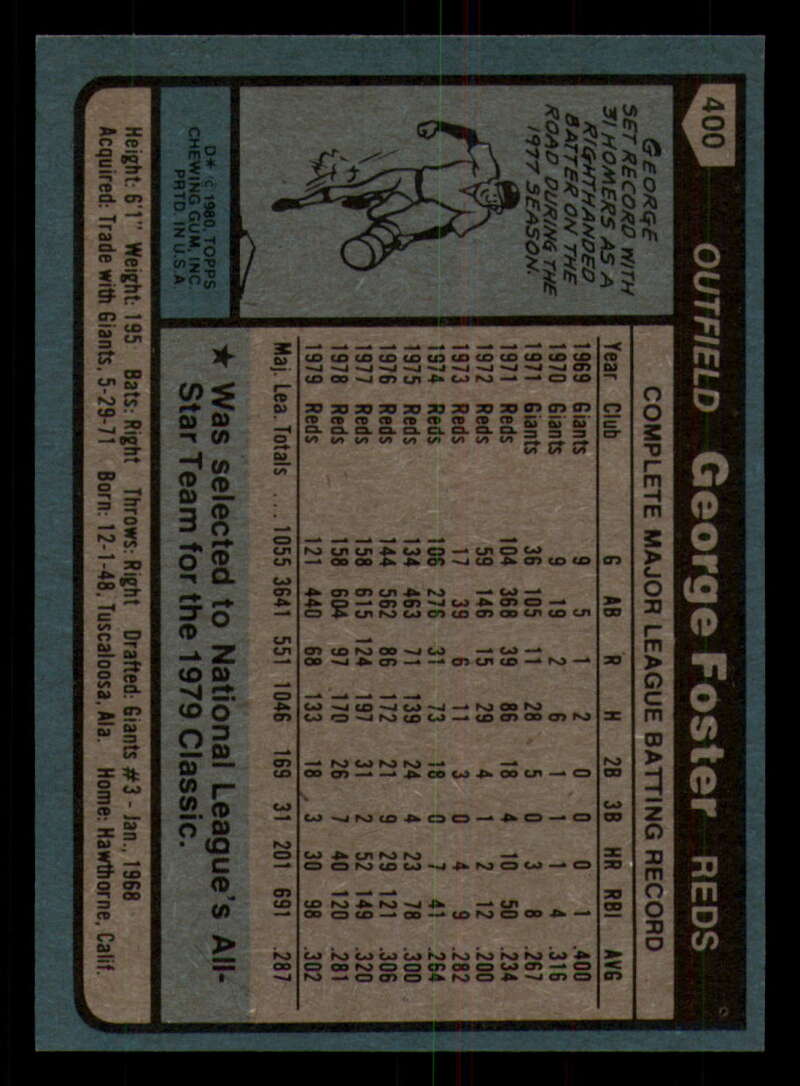 400
OUTFIELD George Foster REDS
GEORGE
SET RECORD WITH
31 HOMERS AS A
RIGHTHANDED
BATTER ON THE
ROAD DURING THE
1977 SEASON.
D* © 1980 TOPPS
CHEWING GUM, INC.
PRTD. IN U.S.A
COMPLETE MAJOR LEAGUE BATTING RECORD
Year Club G AB R H 2B 3B HR RBI AVG
1969 Giants 9 5 1 2 0 0 0 1 .400
1970 Giants 9 19 2 6 1 1 1 4 .316
1971 Giants 36 105 11 28 5 0 3 8 .267
1971 Reds 104 368 39 86 18 4 10 50 .234
1972 Reds 59 146 15 29 4 1 2 12 .200
1973 Reds 17 39 6 11 3 0 4 9 .282
1974 Reds 106 276 31 73 18 0 7 41 .264
1975 Reds 134 463 71 139 24 4 23 78 .300
1976 Reds 144 562 86 172 21 9 29 121 .306
1977 Reds 158 615 124 197 31 2 52 149 .320
1978 Reds 158 604 97 170 26 7 40 120 .281
1979 Reds 121 440 68 133 18 3 30 98 .302
Maj. Lea. Totals .... 1055 3641 551 1046 169 31 201 691 .287
★ Was selected to National League's All-
Star Team for the 1979 Classic.
Height: 6'1" Weight: 195 Bats: Right Throws: Right Drafted: Giants #3 - Jan., 1968
Acquired: Trade with Giants, 5-29-71 Born: 12-1-48, Tuscaloosa, Ala. Home: Hawthorne, Calif.